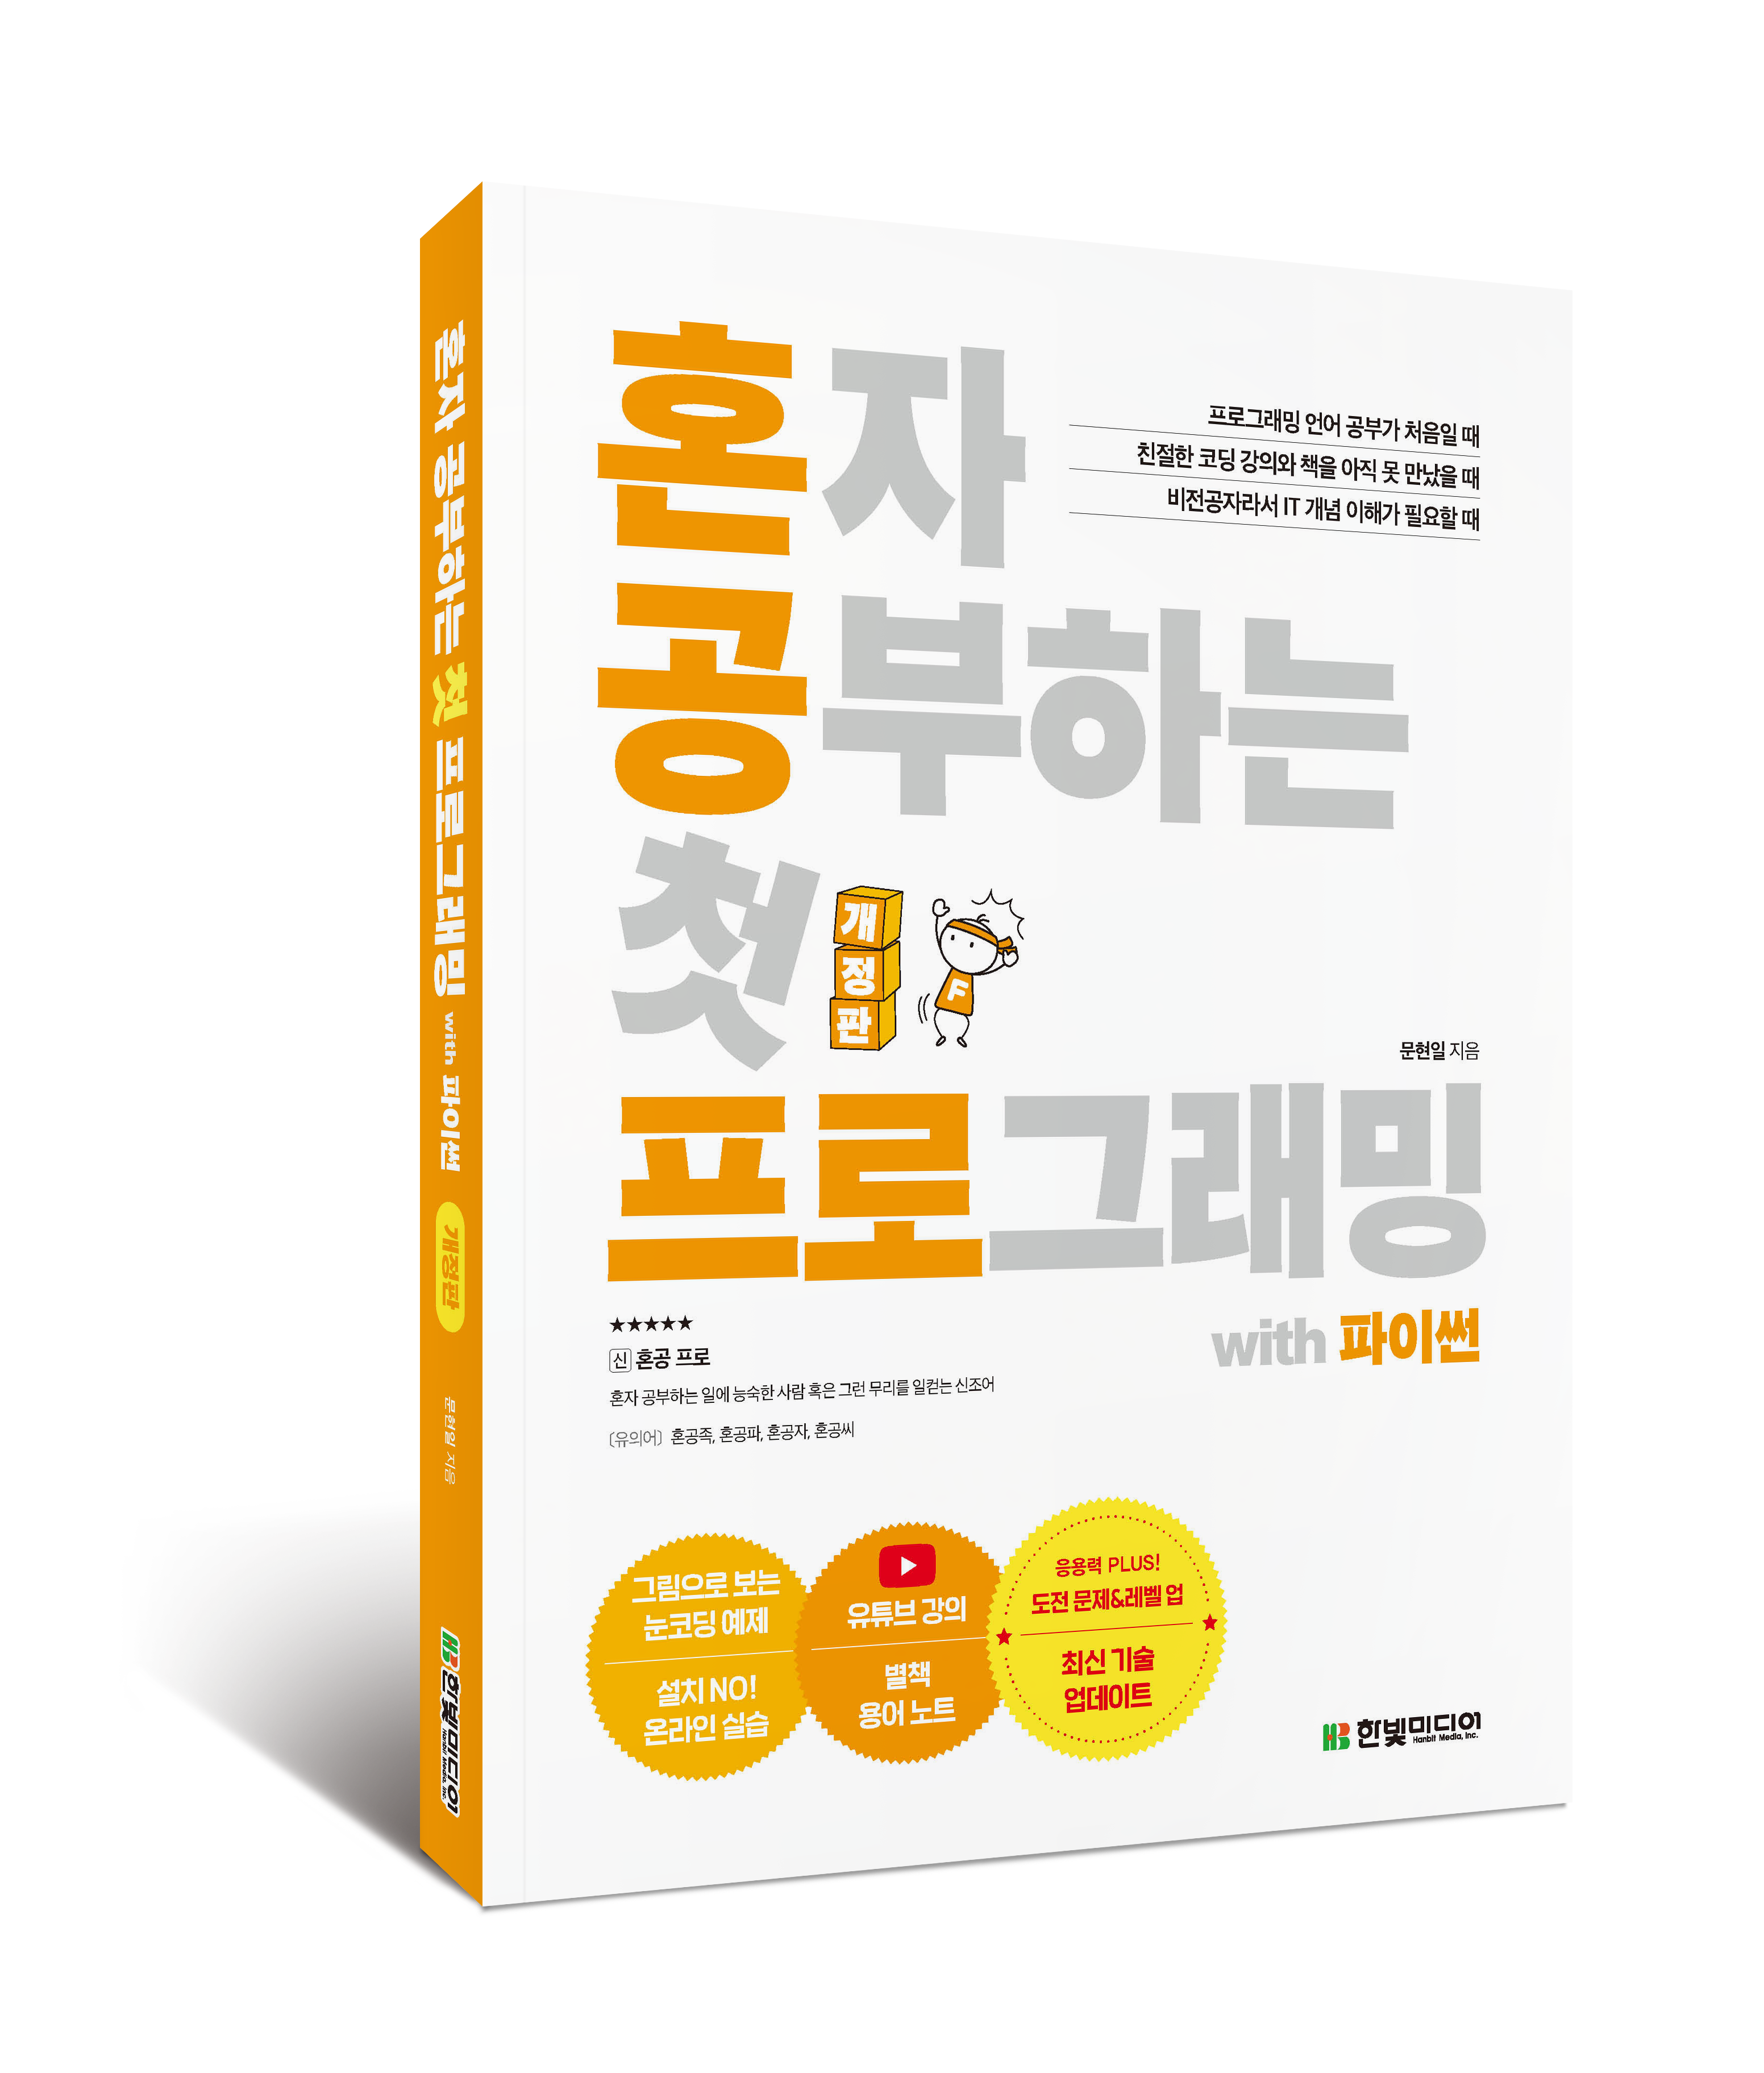 혼자 공부하는 첫 프로그래밍 with 파이썬
개정판
문현일 지음
HB 한빛미디어
Hanbit Media, Inc.
혼자
프로그래밍 언어 공부가 처음일 때
친절한 코딩 강의와 책을 아직 못 만났을 때
비전공자라서 IT 개념 이해가 필요할 때
공부하는
첫
개
정
판
F
문현일 지음
프로그래밍
with 파이썬
★★★★★
신 혼공 프로
혼자 공부하는 일에 능숙한 사람 혹은 그런 무리를 일컫는 신조어
〔유의어〕 혼공족, 혼공파, 혼공자, 혼공씨
그림으로 보는
눈코딩 예제
설치 NO!
온라인 실습
유튜브 강의
별책
용어 노트
응용력 PLUS!
도전 문제&레벨 업
최신 기술
업데이트
HB 한빛미디어
Hanbit Media, Inc.